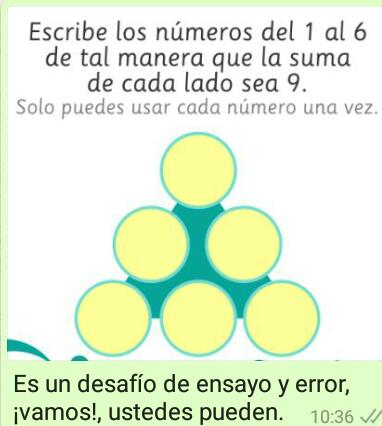 Escribe los números del 1 al 6
de tal manera que la suma
de cada lado sea 9.
Solo puedes usar cada número una vez.
Es un desafío de ensayo y error,
¡vamos!, ustedes pueden. 10:36